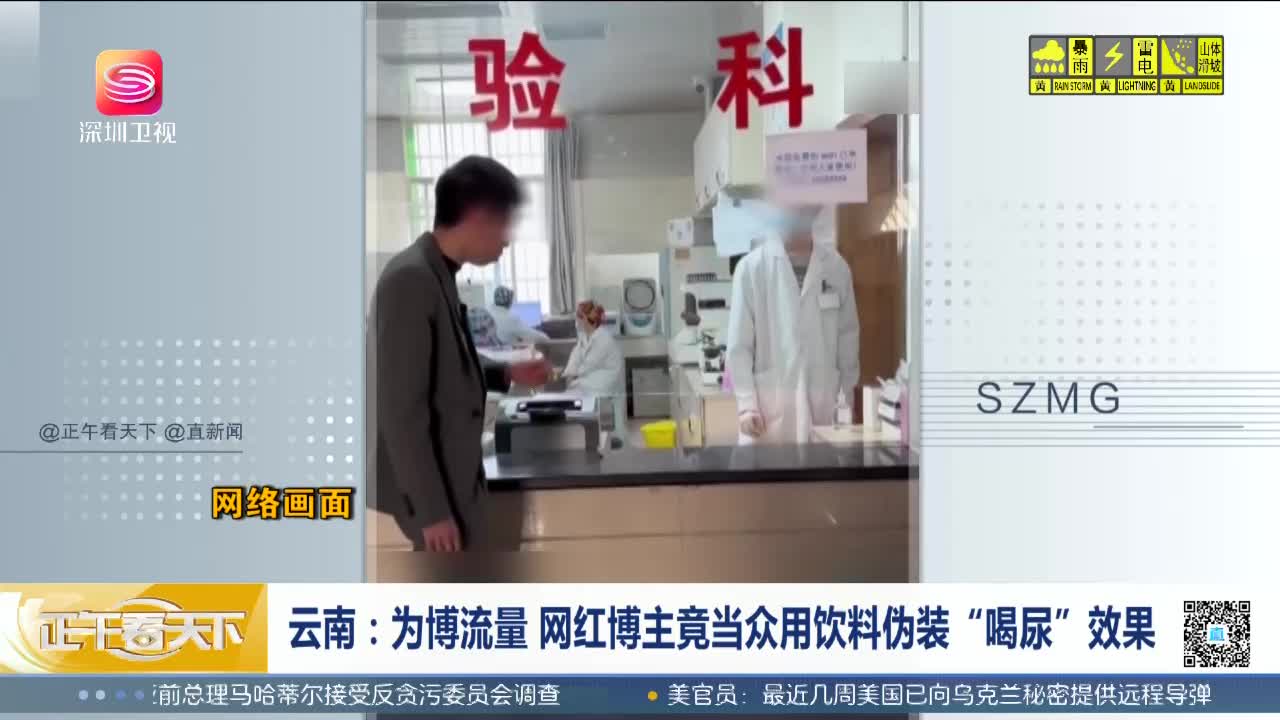 验 科
深圳卫视
暴雨 雷电 山体滑坡
黄 RAIN STORM 黄 LIGHTNING 黄 LANDSLIDE
SZMG
@正午看天下 @直新闻
网络画面
正午看天下
云南：为博流量 网红博主竟当众用饮料伪装“喝尿”效果
前总理马哈蒂尔接受反贪污委员会调查
美官员：最近几周美国已向乌克兰秘密提供远程导弹